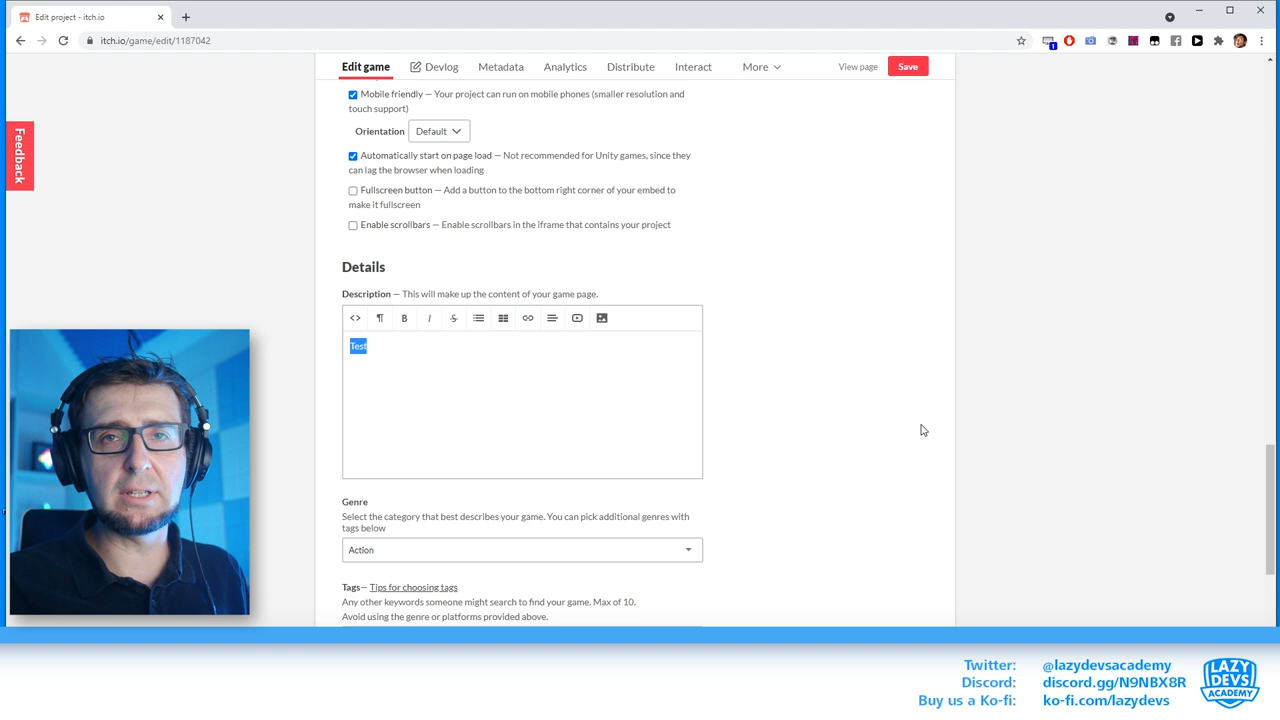 Edit project - itch.io
itch.io/game/edit/1187042
1
Edit game
Devlog
Metadata
Analytics
Distribute
Interact
More
View page
Save
Feedback
Mobile friendly — Your project can run on mobile phones (smaller resolution and
touch support)
Orientation
Default
Automatically start on page load — Not recommended for Unity games, since they
can lag the browser when loading
Fullscreen button — Add a button to the bottom right corner of your embed to
make it fullscreen
Enable scrollbars — Enable scrollbars in the iframe that contains your project
Details
Description — This will make up the content of your game page.
Test
Genre
Select the category that best describes your game. You can pick additional genres with
tags below
Action
Tags— Tips for choosing tags
Any other keywords someone might search to find your game. Max of 10.
Avoid using the genre or platforms provided above.
Twitter: @lazydevsacademy
Discord: discord.gg/N9NBX8R
Buy us a Ko-fi: ko-fi.com/lazydevs
LAZY
DEVS
ACADEMY